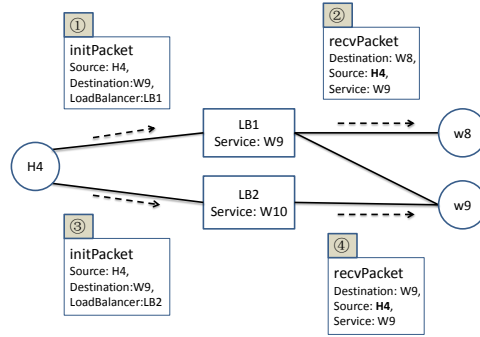 ①
initPacket
Source: H4,
Destination:W9,
LoadBalancer:LB1
②
recvPacket
Destination: W8,
Source: H4,
Service: W9
H4
LB1
Service: W9
w8
LB2
Service: W10
w9
③
initPacket
Source: H4,
Destination:W9,
LoadBalancer:LB2
④
recvPacket
Destination: W9,
Source: H4,
Service: W9